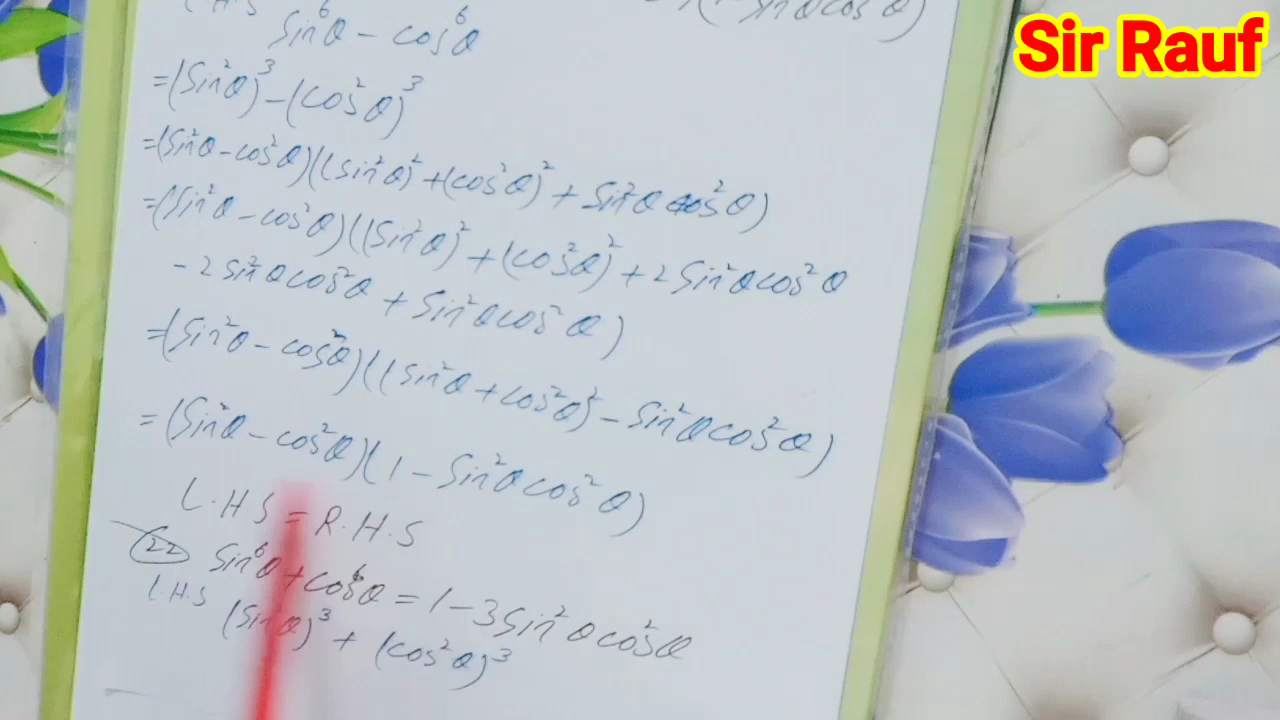 Sir Rauf
L.H.S
sin⁶θ - cos⁶θ
=(sin²θ)³-(cos²θ)³
=(sin²θ-cos²θ)((sin²θ)²+(cos²θ)²+sin²θcos²θ)
=(sin²θ-cos²θ)((sin²θ)²+(cos²θ)²+2sin²θcos²θ
-2sin²θcos²θ+sin²θcos²θ)
=(sin²θ-cos²θ)((sin²θ+cos²θ)²-sin²θcos²θ)
=(sin²θ-cos²θ)(1-sin²θcos²θ)
L.H.S=R.H.S
22 sin⁶θ+cos⁶θ=1-3sin²θcos²θ
L.H.S
(sin²θ)³+(cos²θ)³